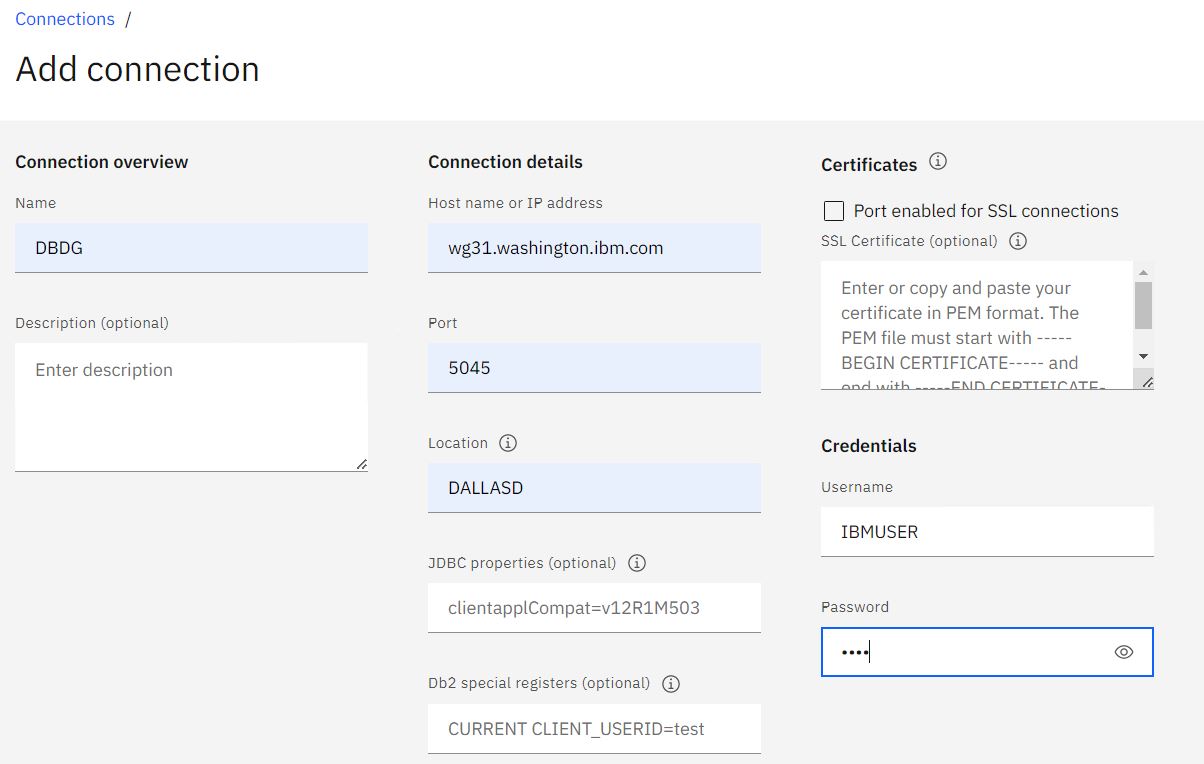 Connections /
Add connection
Connection overview
Name
DBDG
Description (optional)
Enter description
Connection details
Host name or IP address
wg31.washington.ibm.com
Port
5045
Location
DALLASD
JDBC properties (optional)
clientapplCompat=v12R1M503
Db2 special registers (optional)
CURRENT CLIENT_USERID=test
Certificates
Port enabled for SSL connections
SSL Certificate (optional)
Enter or copy and paste your
certificate in PEM format. The
PEM file must start with -----
BEGIN CERTIFICATE----- and
end with -----END CERTIFICATE-
Credentials
Username
IBMUSER
Password
••••